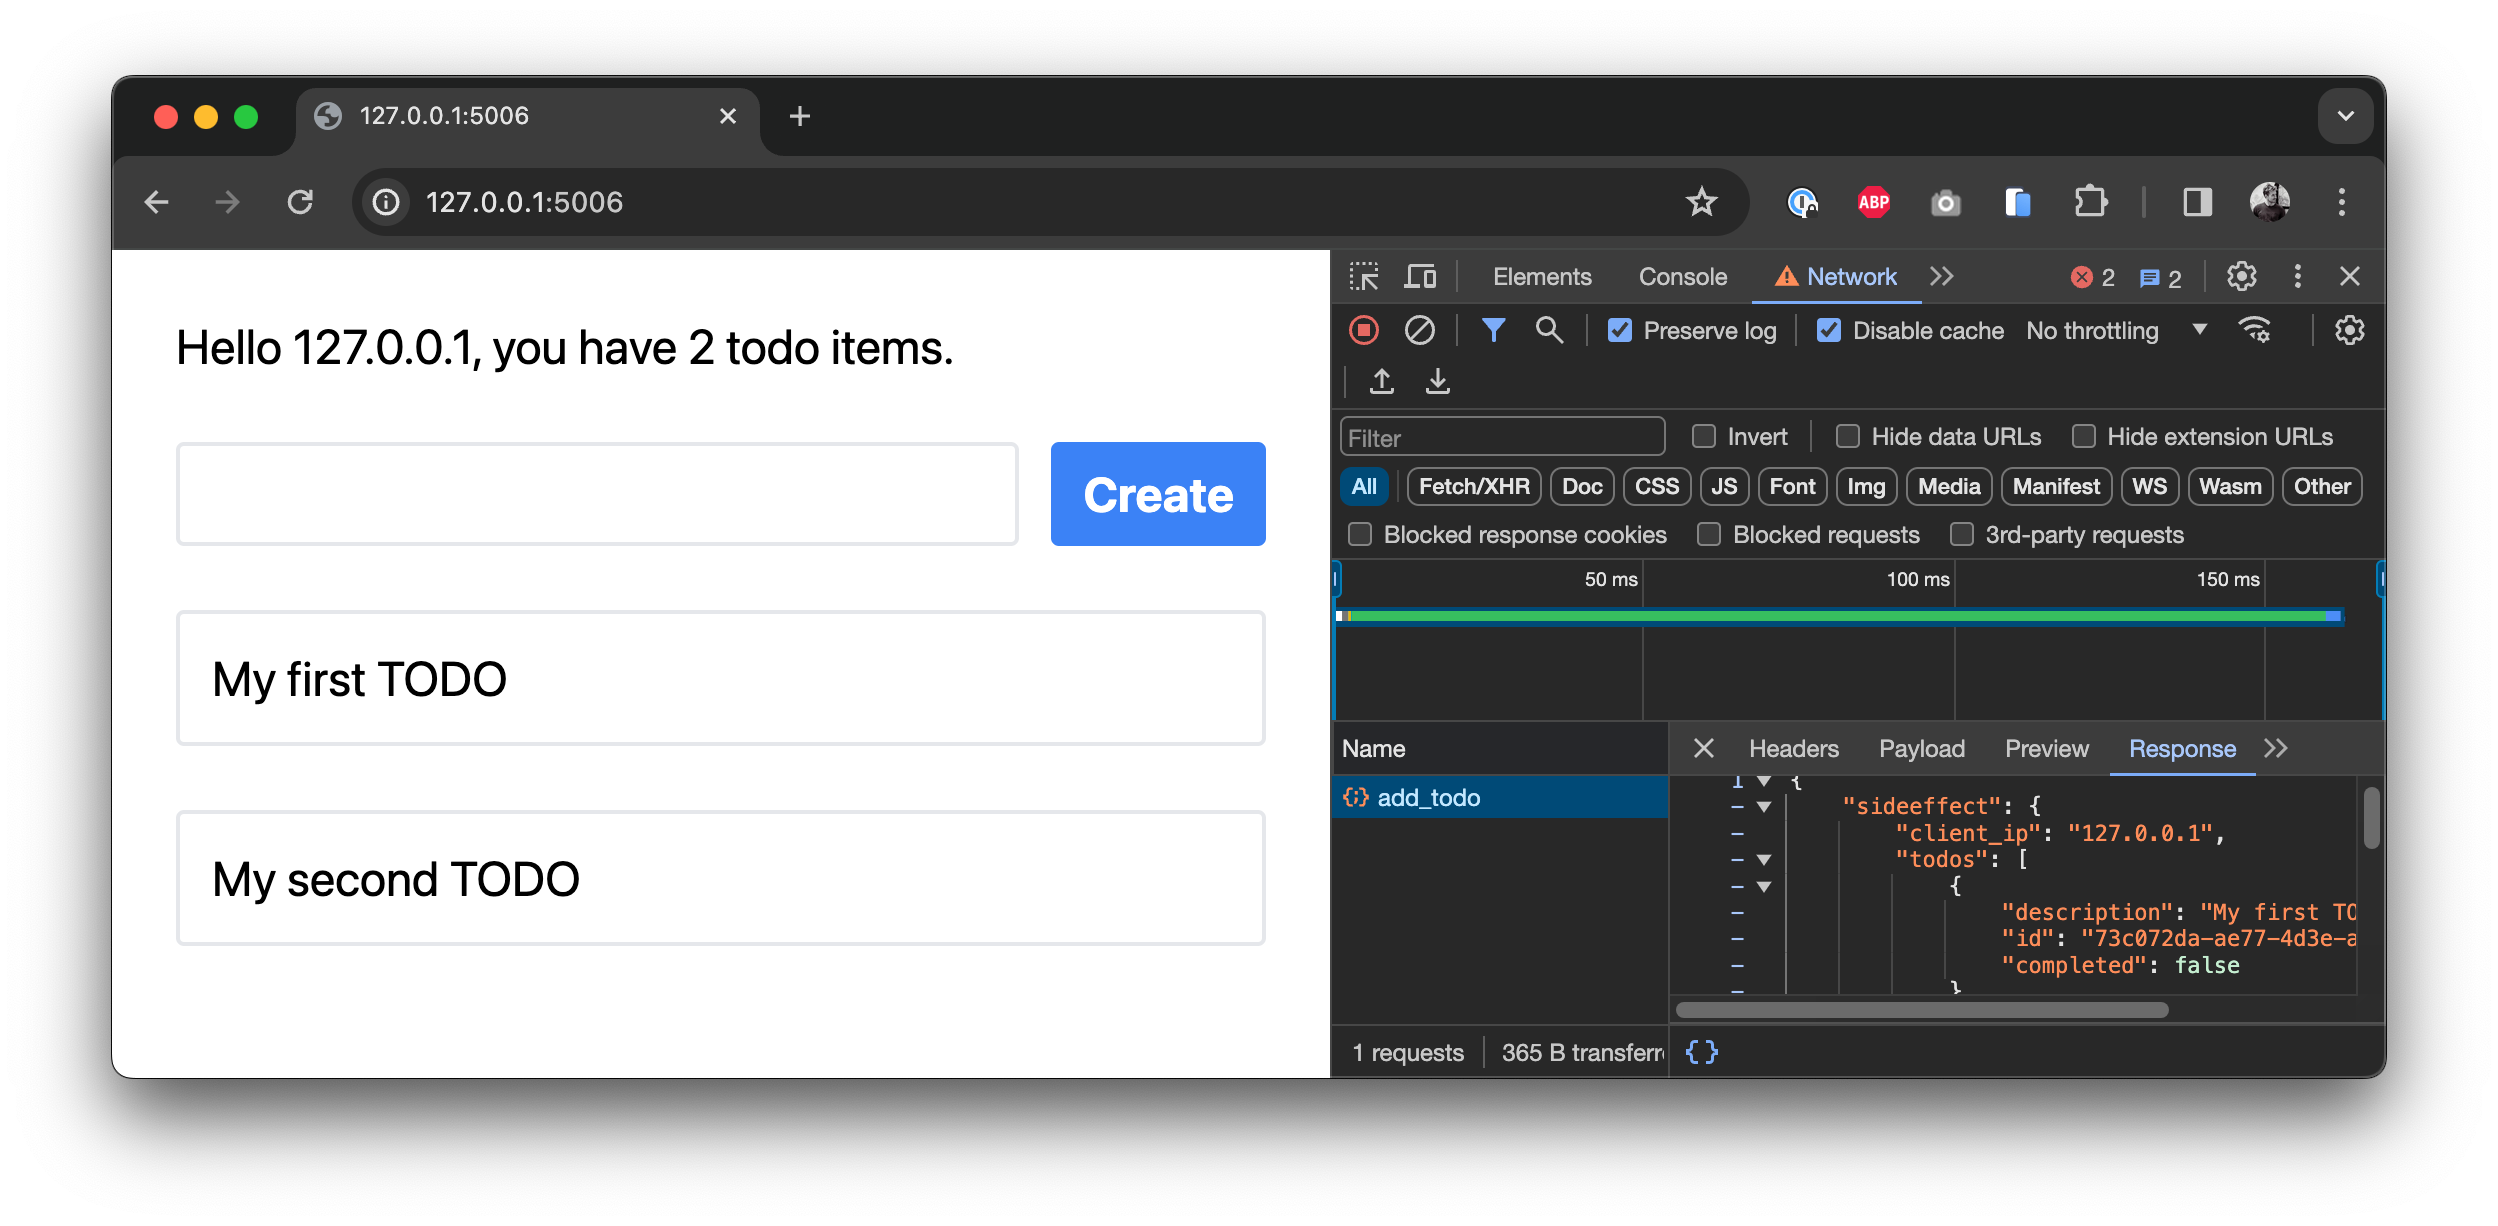 127.0.0.1:5006
127.0.0.1:5006
ABP
Hello 127.0.0.1, you have 2 todo items.
Create
My first TODO
My second TODO
Elements Console Network 2 2
Preserve log Disable cache No throttling
Filter Invert Hide data URLs Hide extension URLs
All Fetch/XHR Doc CSS JS Font Img Media Manifest WS Wasm Other
Blocked response cookies Blocked requests 3rd-party requests
50 ms 100 ms 150 ms
Name
add_todo
1 requests 365 B transferr
Headers Payload Preview Response
1 {
"sideeffect": {
"client_ip": "127.0.0.1",
"todos": [
{
"description": "My first TO
"id": "73c072da-ae77-4d3e-a
"completed": false
}
{ }